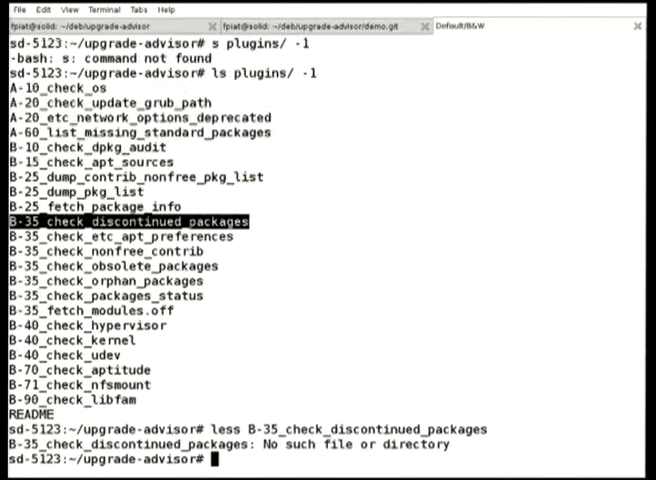 File Edit View Terminal Tabs Help
fpiat@solid: ~/deb/upgrade-advisor
fpiat@solid: ~/deb/upgrade-advisor/demo.git
Default/B&W
sd-5123:~/upgrade-advisor# s plugins/ -1
-bash: s: command not found
sd-5123:~/upgrade-advisor# ls plugins/ -1
A-10_check_os
A-20_check_update_grub_path
A-20_etc_network_options_deprecated
A-60_list_missing_standard_packages
B-10_check_dpkg_audit
B-15_check_apt_sources
B-25_dump_contrib_nonfree_pkg_list
B-25_dump_pkg_list
B-25_fetch_package_info
B-35_check_discontinued_packages
B-35_check_etc_apt_preferences
B-35_check_nonfree_contrib
B-35_check_obsolete_packages
B-35_check_orphan_packages
B-35_check_packages_status
B-35_fetch_modules.off
B-40_check_hypervisor
B-40_check_kernel
B-40_check_udev
B-70_check_aptitude
B-71_check_nfsmount
B-90_check_libfam
README
sd-5123:~/upgrade-advisor# less B-35_check_discontinued_packages
B-35_check_discontinued_packages: No such file or directory
sd-5123:~/upgrade-advisor#